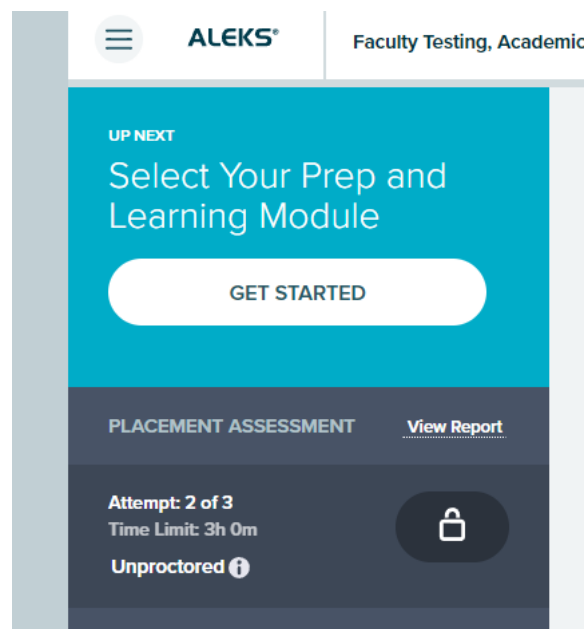 ALEKS®
Faculty Testing, Academic
UP NEXT
Select Your Prep and
Learning Module
GET STARTED
PLACEMENT ASSESSMENT View Report
Attempt: 2 of 3
Time Limit: 3h 0m
Unproctored